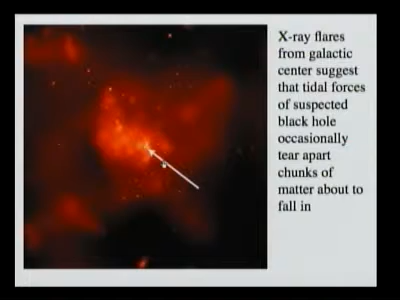 X-ray flares
from galactic
center suggest
that tidal forces
of suspected
black hole
occasionally
tear apart
chunks of
matter about to
fall in